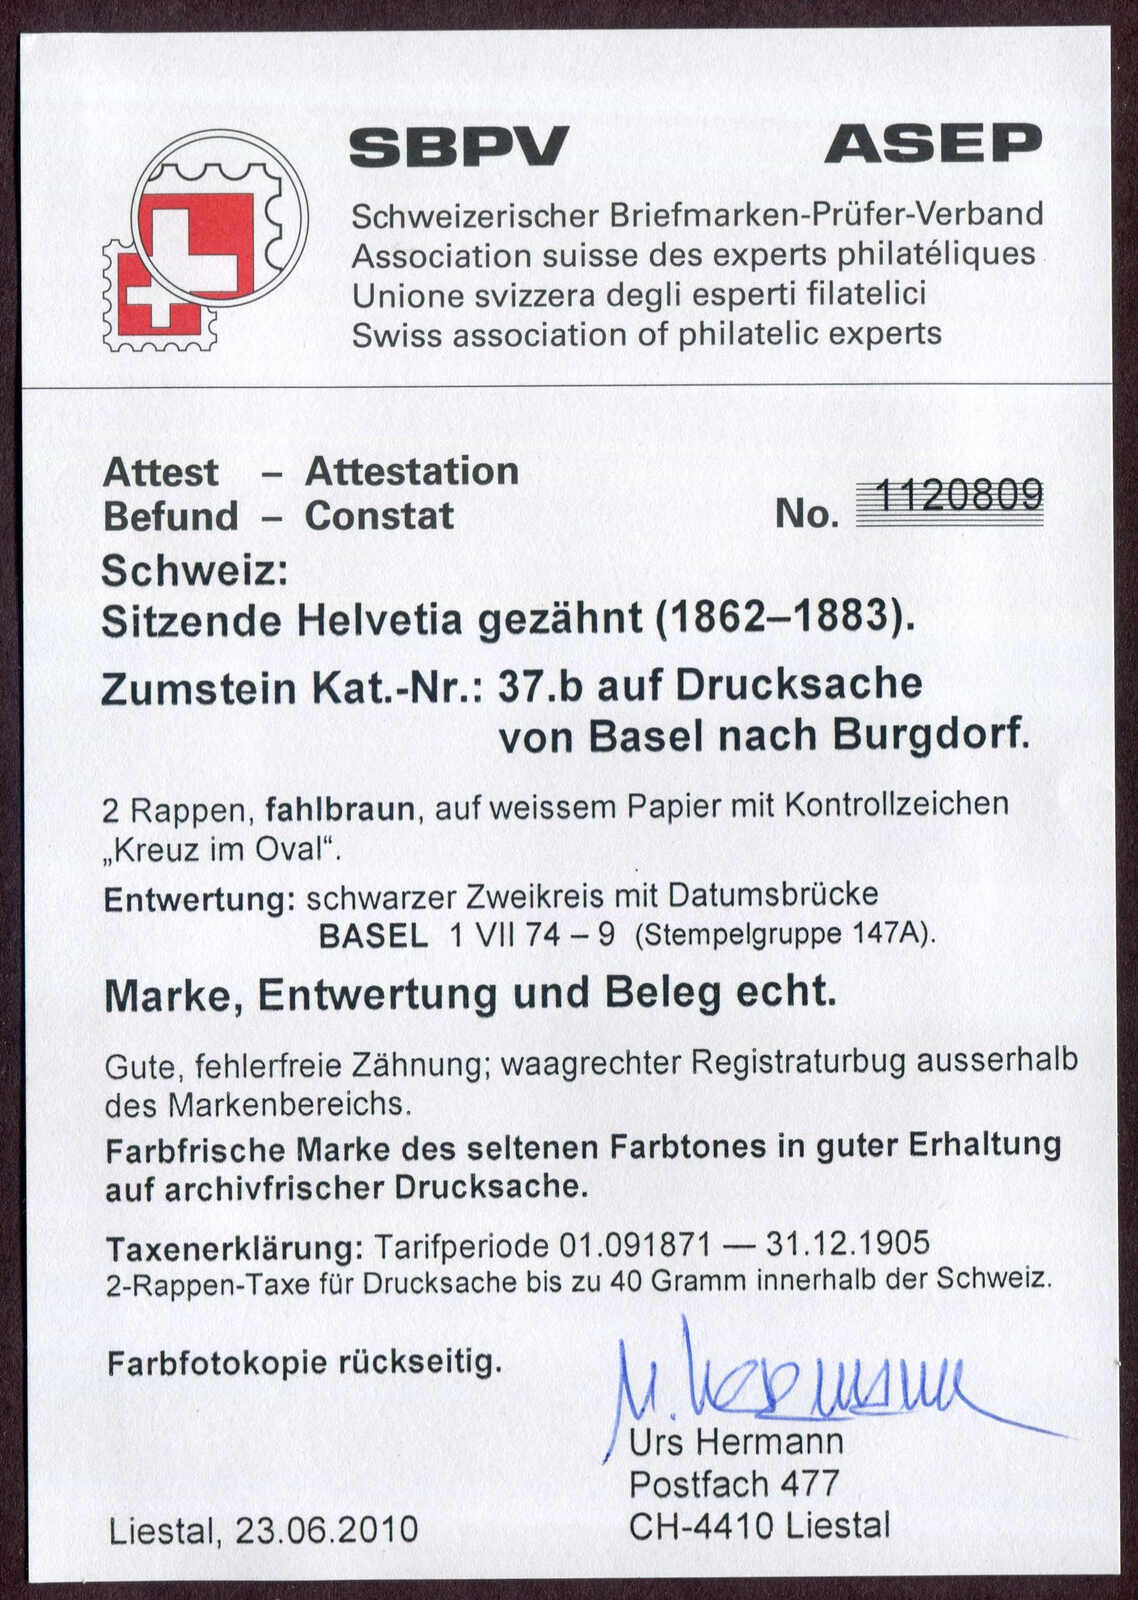 SBPV ASEP
Schweizerischer Briefmarken-Prüfer-Verband
Association suisse des experts philatéliques
Unione svizzera degli esperti filatelici
Swiss association of philatelic experts
Attest – Attestation
Befund – Constat
No. 1120809
Schweiz:
Sitzende Helvetia gezähnt (1862–1883).
Zumstein Kat.-Nr.: 37.b auf Drucksache
von Basel nach Burgdorf.
2 Rappen, fahlbraun, auf weissem Papier mit Kontrollzeichen
„Kreuz im Oval“.
Entwertung: schwarzer Zweikreis mit Datumsbrücke
BASEL 1 VII 74 – 9 (Stempelgruppe 147A).
Marke, Entwertung und Beleg echt.
Gute, fehlerfreie Zähnung; waagrechter Registraturbug ausserhalb
des Markenbereichs.
Farbfrische Marke des seltenen Farbtones in guter Erhaltung
auf archivfrischer Drucksache.
Taxenerklärung: Tarifperiode 01.091871 — 31.12.1905
2-Rappen-Taxe für Drucksache bis zu 40 Gramm innerhalb der Schweiz.
Farbfotokopie rückseitig.
U. Hermann
Urs Hermann
Postfach 477
CH-4410 Liestal
Liestal, 23.06.2010